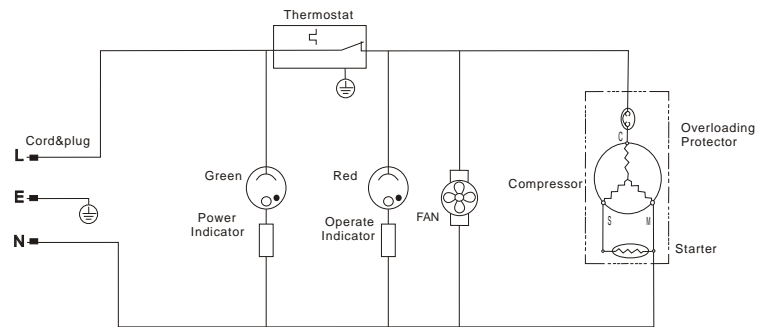 Thermostat
Cord&plug
L
E
N
Green
Power
Indicator
Red
Operate
Indicator
FAN
Compressor
C
S
M
Overloading
Protector
Starter